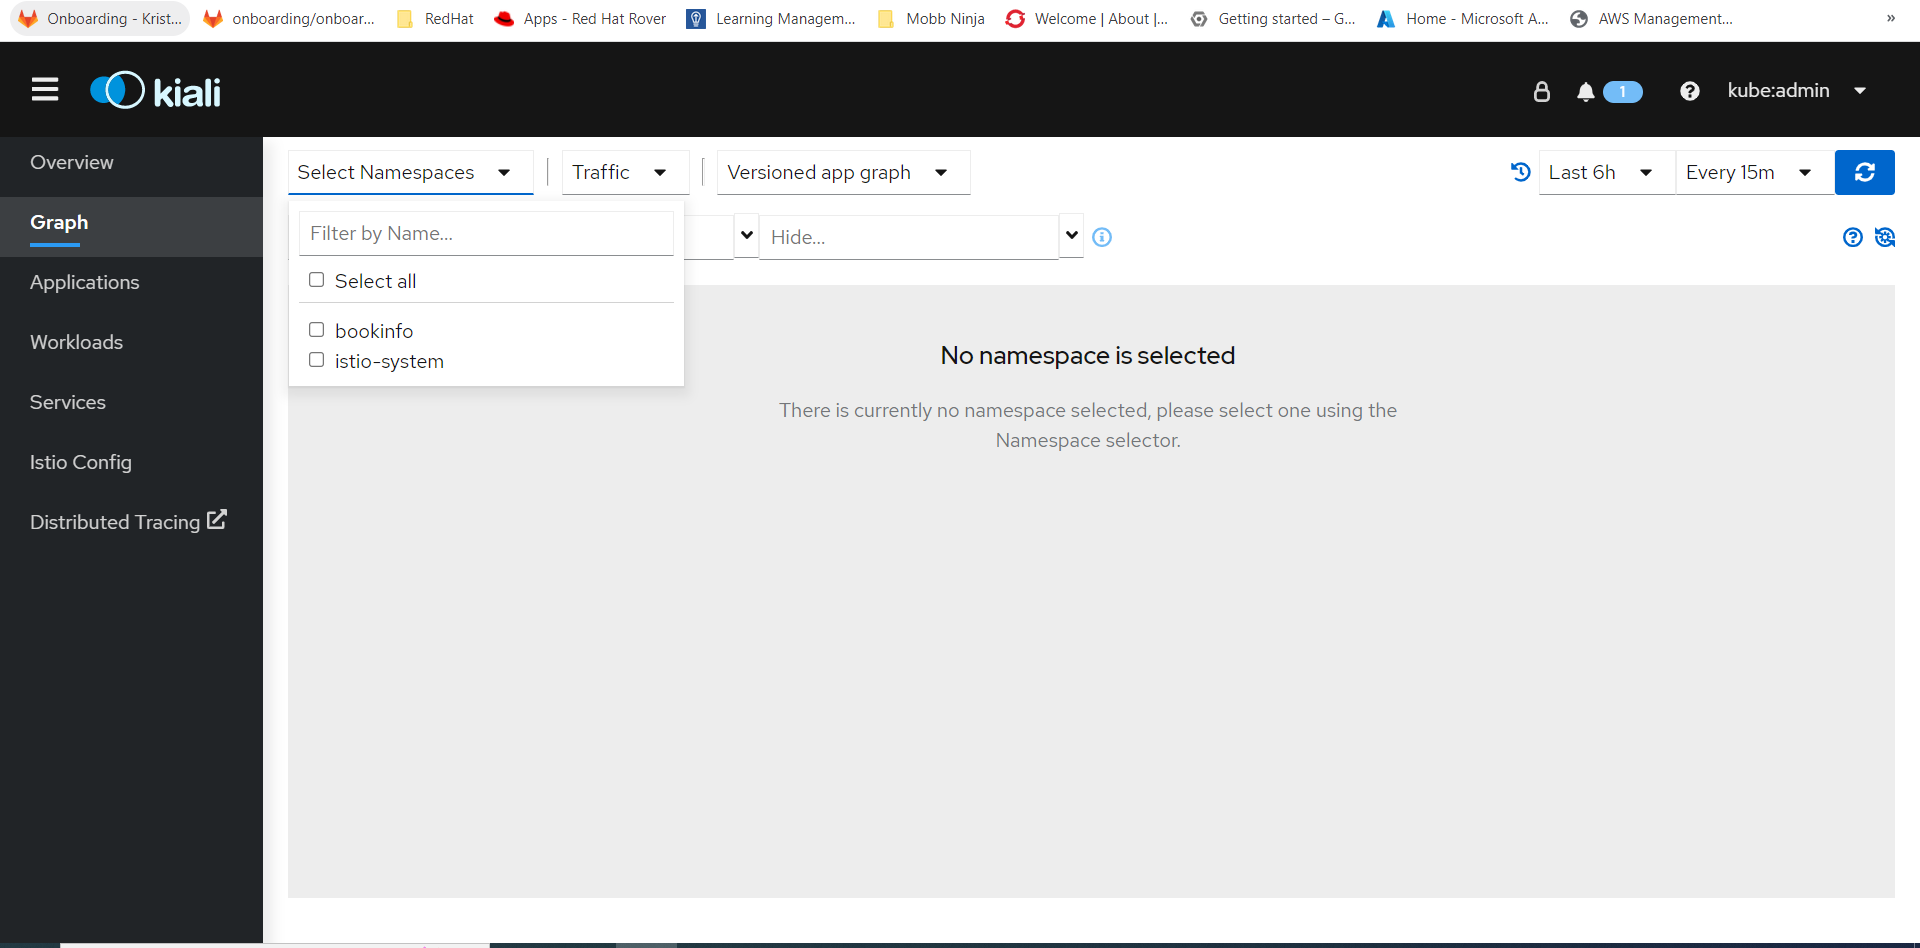 Onboarding - Krist... onboarding/onboar... RedHat Apps - Red Hat Rover Learning Managem... Mobb Ninja Welcome | About |... Getting started – G... Home - Microsoft A... AWS Management... »
kiali 1 kube:admin
Overview
Graph
Applications
Workloads
Services
Istio Config
Distributed Tracing
Select Namespaces Traffic Versioned app graph Last 6h Every 15m
Filter by Name... Hide...
Select all
bookinfo
istio-system
No namespace is selected
There is currently no namespace selected, please select one using the
Namespace selector.